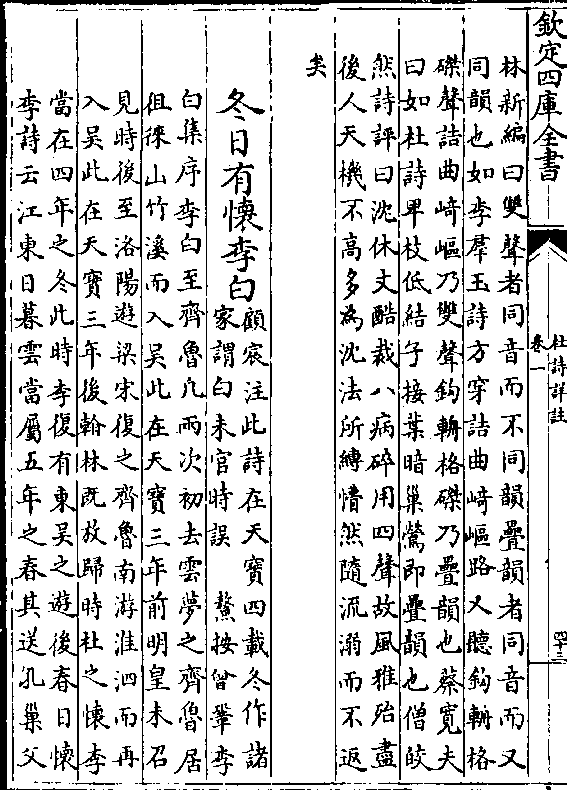 欽定四庫全書
杜詩詳註
卷一
四十三
林新編曰雙聲者同音而不同韻疊韻者同音而又
同韻也如李羣玉詩方穿詰曲﨑嶇路又聽鈎輈格
磔聲詰曲﨑嶇乃雙聲鈎輈格磔乃疊韻也蔡寛夫
曰如杜詩卑枝低結子接葉暗巢鶯即疊韻也僧皎
然詩評曰沈休文酷裁八病碎用四聲故風雅殆盡
後人天機不高多為沈法所縛懵然隨流溺而不返
矣
冬日有懷李白
顧宸注此詩在天寶四載冬作諸
家謂白未官時誤　鶴按曾鞏李
白集序李白至齊魯凡兩次初去雲夢之齊魯居
徂徠山竹溪而入吳此在天寶三年前明皇未召
見時後至洛陽遊梁宋復之齊魯南游淮泗而再
入吳此在天寶三年後翰林既放歸時杜之懷李
當在四年之冬此時李復有東吳之遊後春日懷
李詩云江東日暮雲當屬五年之春其送孔巢父